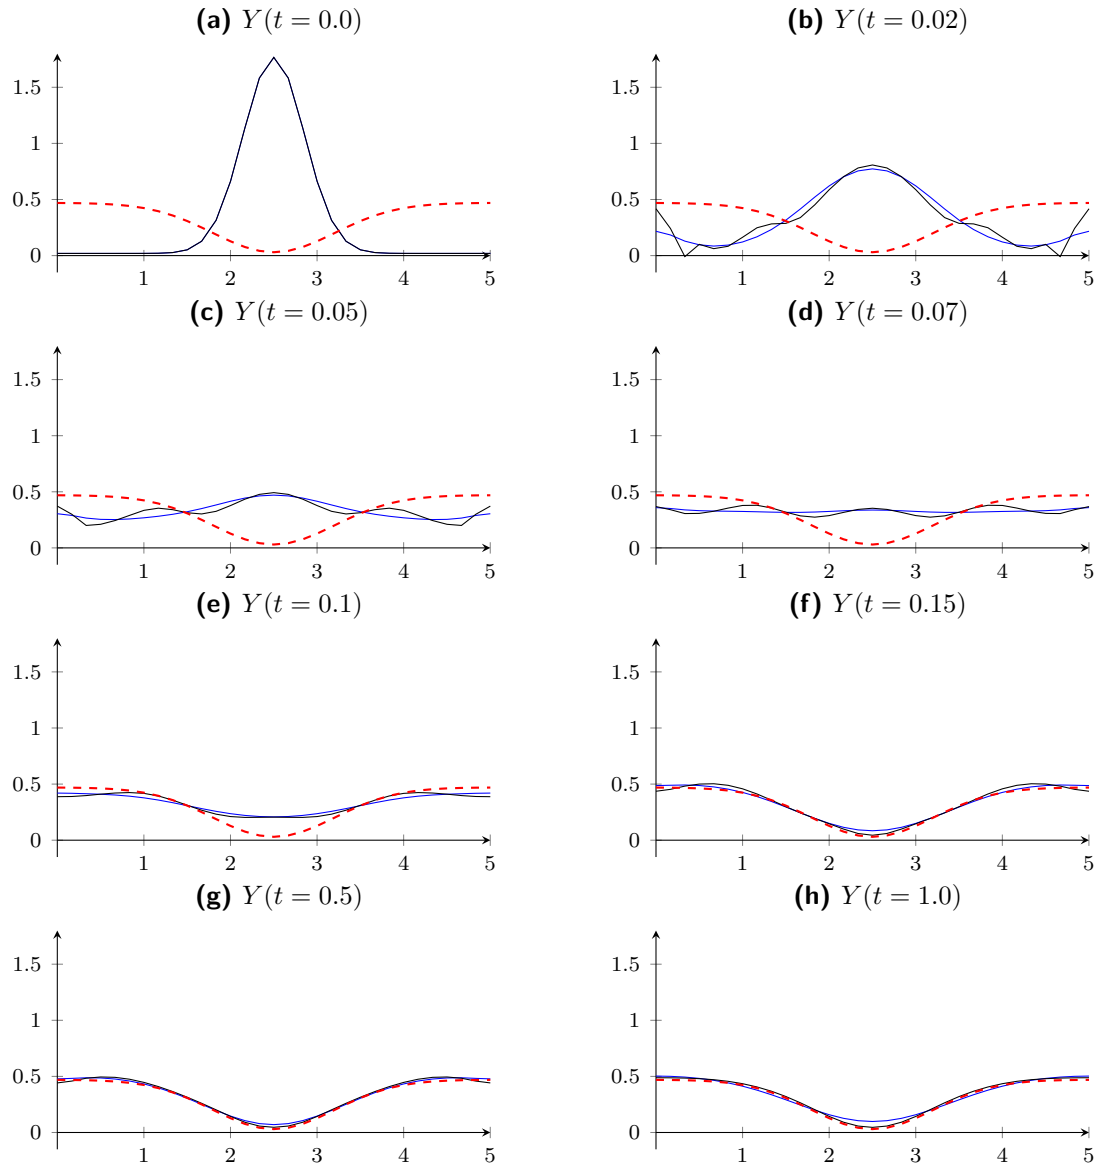 (a) Y(t = 0.0)
1.5
1
0.5
0
1 2 3 4 5
(b) Y(t = 0.02)
1.5
1
0.5
0
1 2 3 4 5
(c) Y(t = 0.05)
1.5
1
0.5
0
1 2 3 4 5
(d) Y(t = 0.07)
1.5
1
0.5
0
1 2 3 4 5
(e) Y(t = 0.1)
1.5
1
0.5
0
1 2 3 4 5
(f) Y(t = 0.15)
1.5
1
0.5
0
1 2 3 4 5
(g) Y(t = 0.5)
1.5
1
0.5
0
1 2 3 4 5
(h) Y(t = 1.0)
1.5
1
0.5
0
1 2 3 4 5